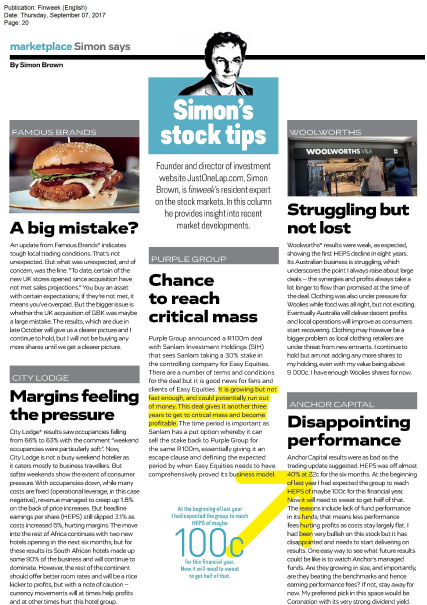 Publication: Finweek (English)
Date: Thursday, September 07, 2017
Page: 20
marketplace Simon says
By Simon Brown
Simon's
stock tips
Founder and director of investment
website JustOneLap.com, Simon
Brown, is finweek's resident expert
on the stock markets. In this column
he provides insight into recent
market developments.
FAMOUS BRANDS
A big mistake?
An update from Famous Brands* indicates
tough local trading conditions. That's not
unexpected. But what was unexpected, and of
concern, was the line: "To date, certain of the
new UK stores opened since acquisition have
not met sales projections." You buy an asset
with certain expectations; if they're not met, it
means you've overpaid. But the bigger issue is
whether the UK acquisition of GBK was maybe
a large mistake. The results, which are due in
late October will give us a clearer picture and I
continue to hold, but I will not be buying any
more shares until we get a clearer picture.
CITY LODGE
Margins feeling
the pressure
City Lodge* results saw occupancies falling
from 66% to 63% with the comment "weekend
occupancies were particularly soft". Now,
City Lodge is not a busy weekend hotelier as
it caters mostly to business travellers. But
softer weekends show the extent of consumer
pressure. With occupancies down, while many
costs are fixed (operational leverage, in this case
negative), revenue managed to creep up 1.8%
on the back of price increases. But headline
earnings per share (HEPS) still slipped 3.1% as
costs increased 5%, hurting margins. The move
into the rest of Africa continues with two new
hotels opening in the next six months, but for
these results its South African hotels made up
some 90% of the business and will continue to
dominate. However, the rest of the continent
should offer better room rates and will be a nice
kicker to profits, but with a note of caution –
currency movements will at times help profits
and at other times hurt this hotel group.
PURPLE GROUP
Chance
to reach
critical mass
Purple Group announced a R100m deal
with Sanlam Investment Holdings (SIH)
that sees Sanlam taking a 30% stake in
the controlling company for Easy Equities.
There are a number of terms and conditions
for the deal but it is good news for fans and
clients of Easy Equities. It is growing but not
fast enough, and could potentially run out
of money. This deal gives it another three
years to get to critical mass and become
profitable. The time period is important as
Sanlam has a put option whereby it can
sell the stake back to Purple Group for
the same R100m, essentially giving it an
escape clause and defining the expected
period by when Easy Equities needs to have
comprehensively proved its business model.
At the beginning of last year
I had expected the group to reach
HEPS of maybe
100c
for this financial year.
Now it will need to sweat
to get half of that.
WOOLWORTHS
WOOLWORTHS V&A
Struggling but
not lost
Woolworths* results were weak, as expected,
showing the first HEPS decline in eight years.
Its Australian business is struggling, which
underscores the point I always raise about large
deals – the synergies and profits always take a
lot longer to flow than promised at the time of
the deal. Clothing was also under pressure for
Woolies while food was all right, but not exciting.
Eventually Australia will deliver decent profits
and local operations will improve as consumers
start recovering. Clothing may however be a
bigger problem as local clothing retailers are
under threat from new entrants. I continue to
hold but am not adding any more shares to
my holding, even with my value being above
9 000c. I have enough Woolies shares for now.
ANCHOR CAPITAL
Disappointing
performance
Anchor Capital results were as bad as the
trading update suggested. HEPS was off almost
40% at 22c for the six months. At the beginning
of last year I had expected the group to reach
HEPS of maybe 100c for this financial year.
Now it will need to sweat to get half of that.
The reasons include lack of fund performance
in its funds; that means less performance
fees hurting profits as costs stay largely flat. I
had been very bullish on this stock but it has
disappointed and needs to start delivering on
results. One easy way to see what future results
could be like is to watch Anchor's managed
funds. Are they growing in size, and importantly,
are they beating the benchmarks and hence
earning performance fees? If not, stay away for
now. My preferred pick in this space would be
Coronation with its very strong dividend yield.